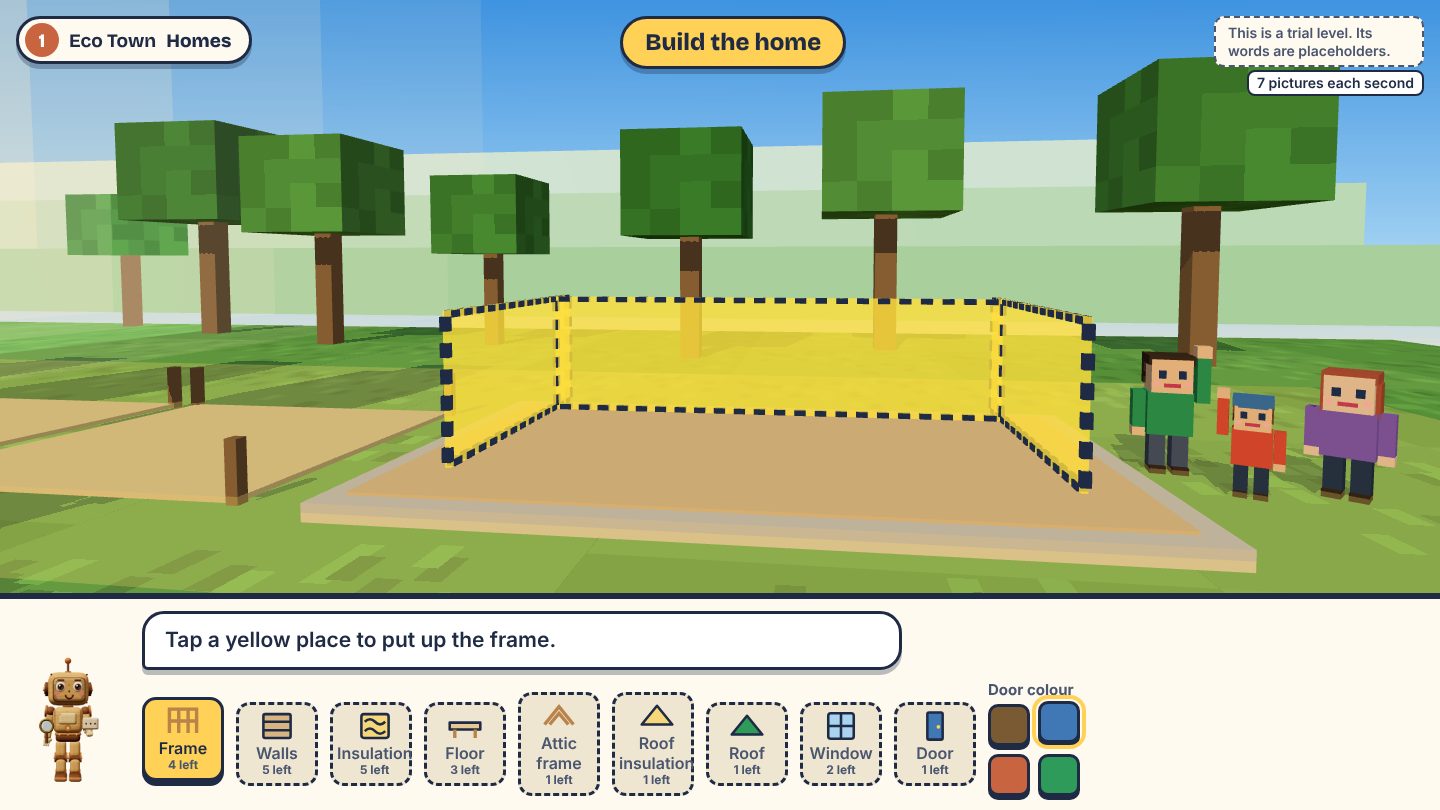 1 Eco Town Homes
Build the home
This is a trial level. Its
words are placeholders.
7 pictures each second
Tap a yellow place to put up the frame.
Frame
4 left
Walls
5 left
Insulation
5 left
Floor
3 left
Attic
frame
1 left
Roof
insulation
1 left
Roof
1 left
Window
2 left
Door
1 left
Door colour